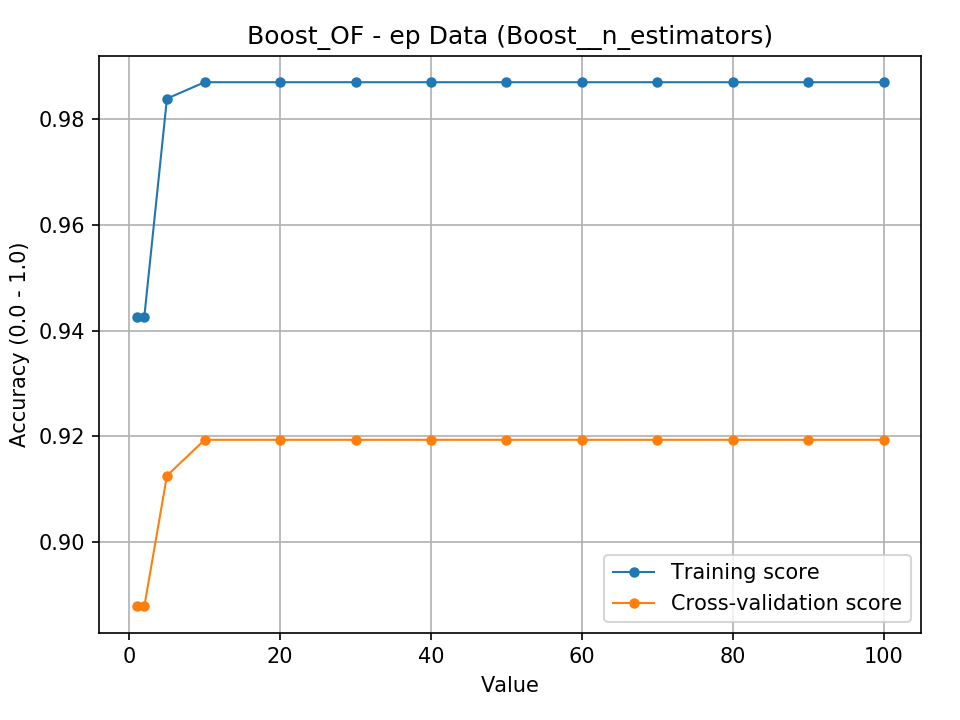 Boost_OF - ep Data (Boost__n_estimators)
Accuracy (0.0 - 1.0)
0.98
0.96
0.94
0.92
0.90
Training score
Cross-validation score
0 20 40 60 80 100
Value